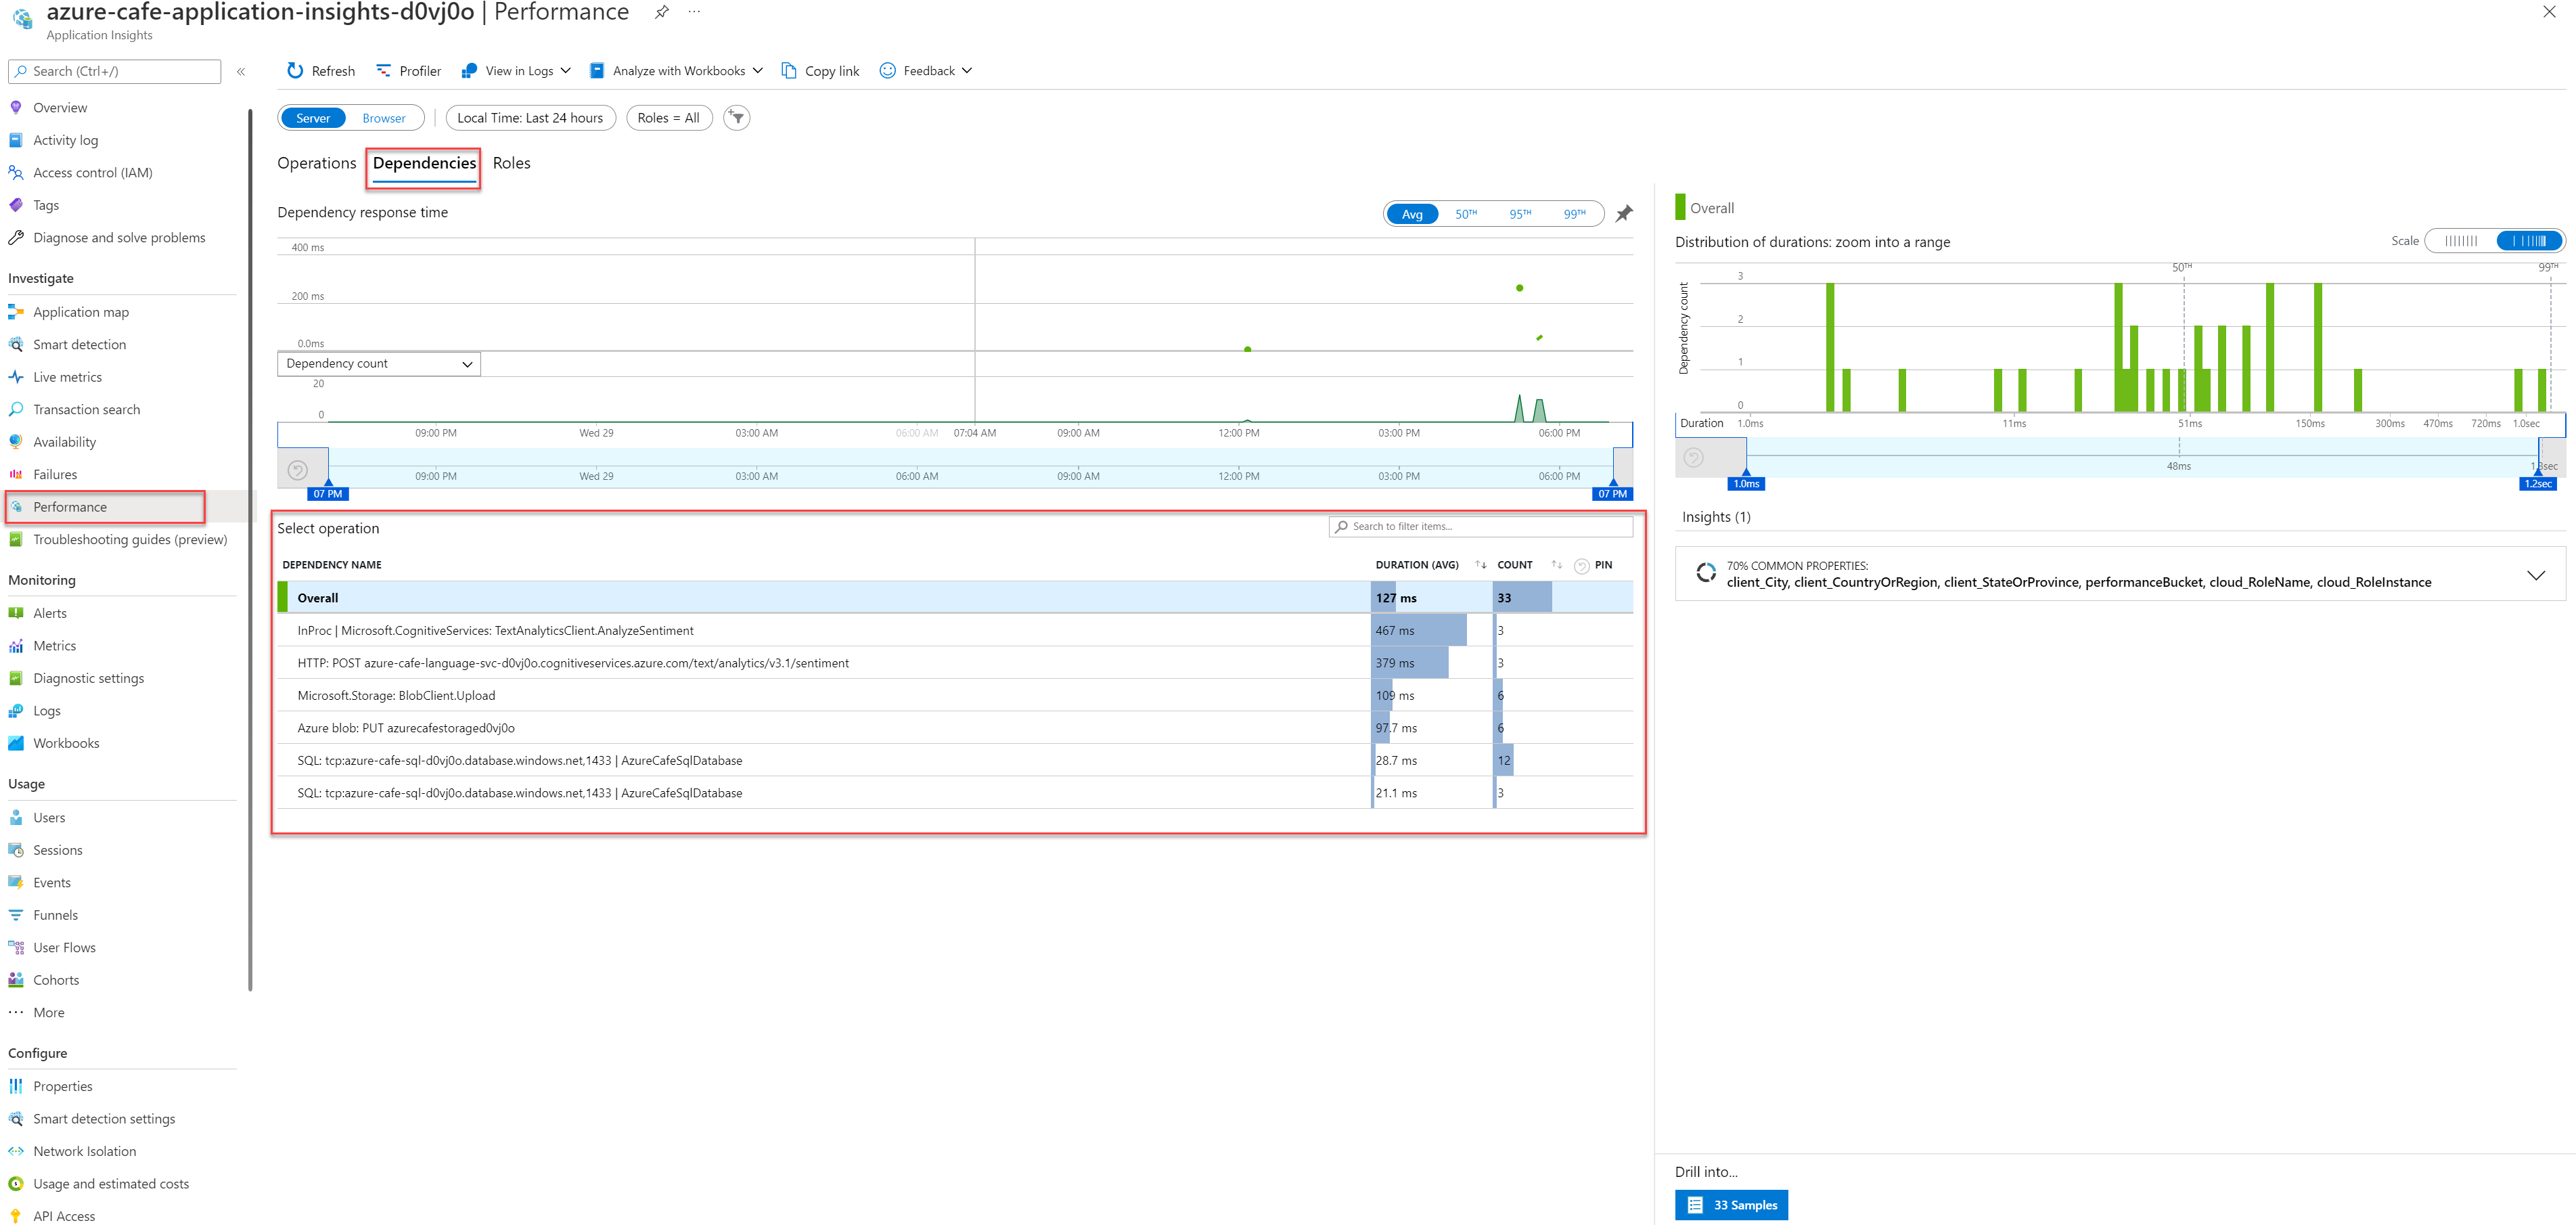 azure-cafe-application-insights-d0vj0o | Performance
Application Insights
Search (Ctrl+/)
Overview
Activity log
Access control (IAM)
Tags
Diagnose and solve problems
Investigate
Application map
Smart detection
Live metrics
Transaction search
Availability
Failures
Performance
Troubleshooting guides (preview)
Monitoring
Alerts
Metrics
Diagnostic settings
Logs
Workbooks
Usage
Users
Sessions
Events
Funnels
User Flows
Cohorts
More
Configure
Properties
Smart detection settings
Network Isolation
Usage and estimated costs
API Access
Refresh Profiler View in Logs Analyze with Workbooks Copy link Feedback
Server Browser Local Time: Last 24 hours Roles = All
Operations Dependencies Roles
Dependency response time
Avg 50TH 95TH 99TH
400 ms
200 ms
0.0ms
Dependency count
20
0
09:00 PM Wed 29 03:00 AM 06:00 AM 07:04 AM 09:00 AM 12:00 PM 03:00 PM 06:00 PM
09:00 PM Wed 29 03:00 AM 06:00 AM 09:00 AM 12:00 PM 03:00 PM 06:00 PM
07 PM 07 PM
Select operation
Search to filter items...
DEPENDENCY NAME DURATION (AVG) COUNT PIN
Overall 127 ms 33
InProc | Microsoft.CognitiveServices: TextAnalyticsClient.AnalyzeSentiment 467 ms 3
HTTP: POST azure-cafe-language-svc-d0vj0o.cognitiveservices.azure.com/text/analytics/v3.1/sentiment 379 ms 3
Microsoft.Storage: BlobClient.Upload 109 ms 6
Azure blob: PUT azurecafestoraged0vj0o 97.7 ms 6
SQL: tcp:azure-cafe-sql-d0vj0o.database.windows.net,1433 | AzureCafeSqlDatabase 28.7 ms 12
SQL: tcp:azure-cafe-sql-d0vj0o.database.windows.net,1433 | AzureCafeSqlDatabase 21.1 ms 3
Overall
Distribution of durations: zoom into a range
Scale
50TH 99TH
Dependency count
3
2
1
0
Duration 1.0ms 11ms 51ms 150ms 300ms 470ms 720ms 1.0sec
48ms
1.0ms 1.2sec
Insights (1)
70% COMMON PROPERTIES:
client_City, client_CountryOrRegion, client_StateOrProvince, performanceBucket, cloud_RoleName, cloud_RoleInstance
Drill into...
33 Samples